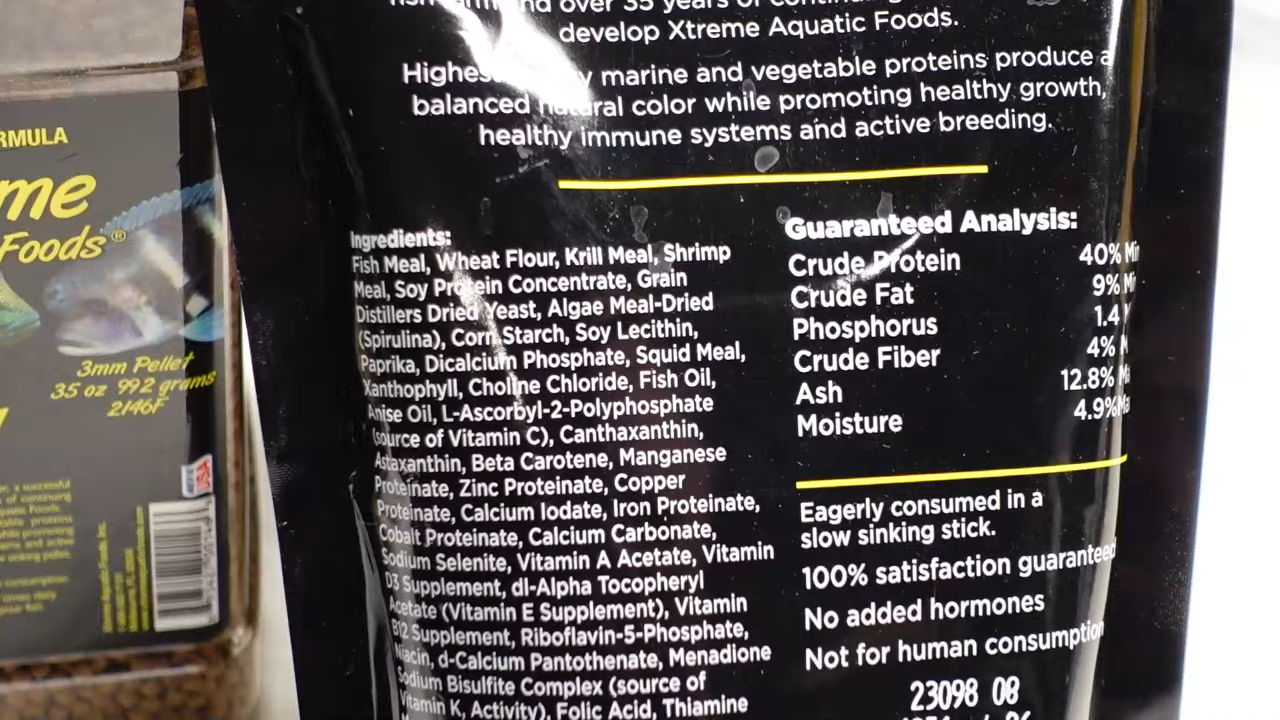 nd over 35 years of
develop Xtreme Aquatic Foods.
marine and vegetable proteins produce a
balanced natural color while promoting healthy growth,
healthy immune systems and active breeding.
Ingredients:
Fish Meal, Wheat Flour, Krill Meal, Shrimp
Meal, Soy Protein Concentrate, Grain
Distillers Dried Yeast, Algae Meal-Dried
(Spirulina), Corn Starch, Soy Lecithin,
Paprika, Dicalcium Phosphate, Squid Meal,
Xanthophyll, Choline Chloride, Fish Oil,
Anise Oil, L-Ascorbyl-2-Polyphosphate
(source of Vitamin C), Canthaxanthin,
Astaxanthin, Beta Carotene, Manganese
Proteinate, Zinc Proteinate, Copper
Proteinate, Calcium Iodate, Iron Proteinate,
Cobalt Proteinate, Calcium Carbonate,
Sodium Selenite, Vitamin A Acetate, Vitamin
D3 Supplement, dl-Alpha Tocopheryl
Acetate (Vitamin E Supplement), Vitamin
B12 Supplement, Riboflavin-5-Phosphate,
Niacin, d-Calcium Pantothenate, Menadione
Sodium Bisulfite Complex (source of
Vitamin K, Activity), Folic Acid, Thiamine
Guaranteed Analysis:
Crude Protein 40% Min
Crude Fat 9%
Phosphorus 1.4
Crude Fiber 4%
Ash 12.8%
Moisture 4.9% Ma
Eagerly consumed in a
slow sinking stick.
100% satisfaction guaranteed
No added hormones
Not for human consumption
23098 08
RMULA
me
Foods®
3mm Pellet
35 oz 992 grams
2146F
USA